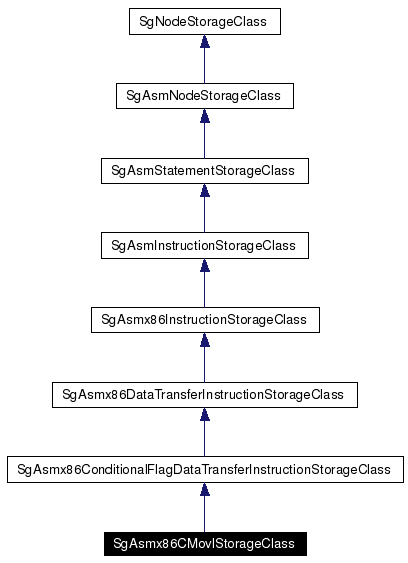 SgNodeStorageClass
SgAsmNodeStorageClass
SgAsmStatementStorageClass
SgAsmInstructionStorageClass
SgAsmx86InstructionStorageClass
SgAsmx86DataTransferInstructionStorageClass
SgAsmx86ConditionalFlagDataTransferInstructionStorageClass
SgAsmx86CMovlStorageClass